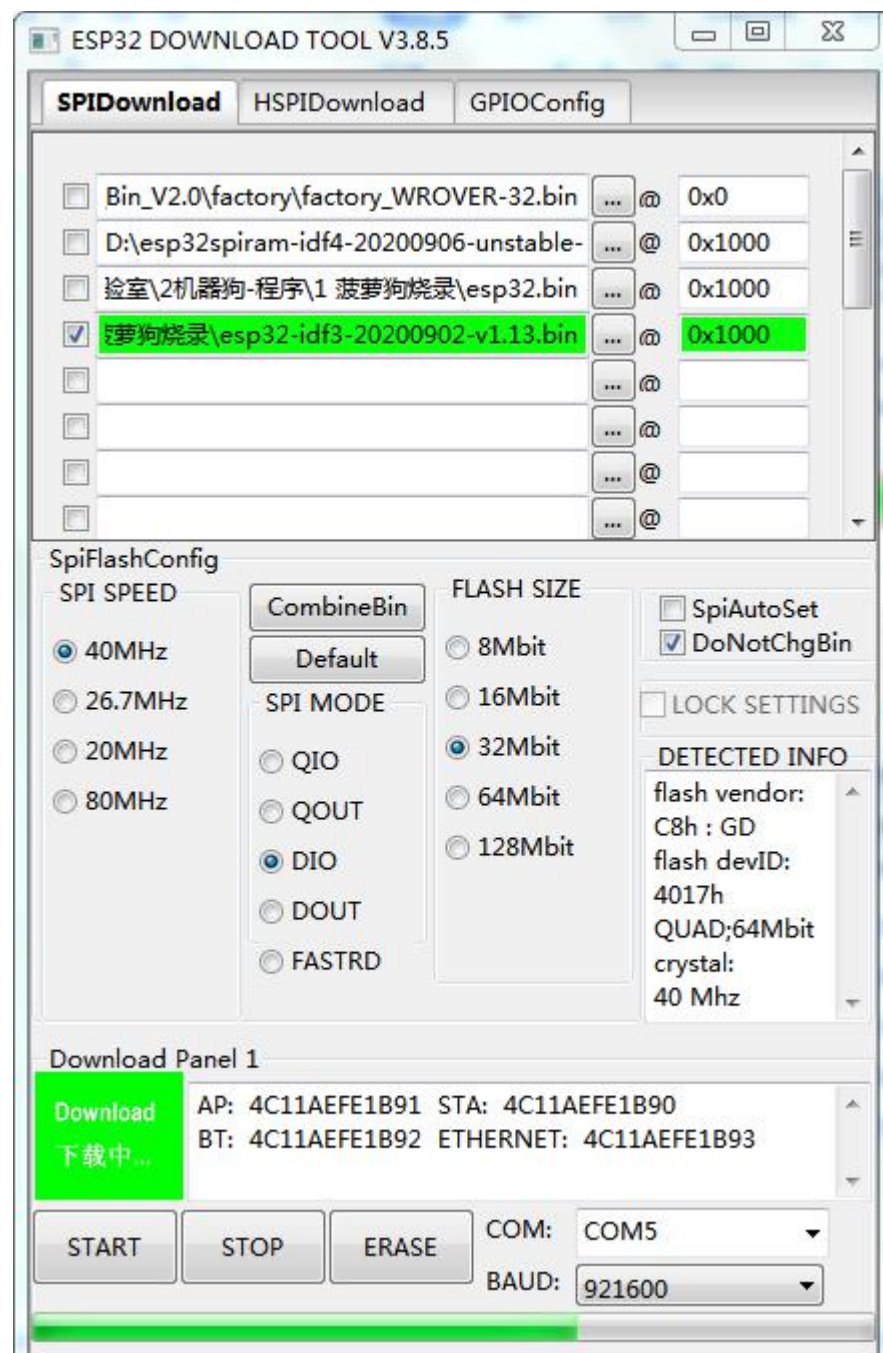 ESP32 DOWNLOAD TOOL V3.8.5
SPIDownload HSPIDownload GPIOConfig
Bin_V2.0\factory\factory_WROVER-32.bin ... @ 0x0
D:\esp32spiram-idf4-20200906-unstable- ... @ 0x1000
验室\2机器狗-程序\1 菠萝狗烧录\esp32.bin ... @ 0x1000
萝狗烧录\esp32-idf3-20200902-v1.13.bin ... @ 0x1000
... @
... @
... @
... @
SpiFlashConfig
SPI SPEED
40MHz
26.7MHz
20MHz
80MHz
CombineBin
Default
SPI MODE
QIO
QOUT
DIO
DOUT
FASTRD
FLASH SIZE
8Mbit
16Mbit
32Mbit
64Mbit
128Mbit
SpiAutoSet
DoNotChgBin
LOCK SETTINGS
DETECTED INFO
flash vendor:
C8h : GD
flash devID:
4017h
QUAD;64Mbit
crystal:
40 Mhz
Download Panel 1
Download
下载中...
AP: 4C11AEFE1B91 STA: 4C11AEFE1B90
BT: 4C11AEFE1B92 ETHERNET: 4C11AEFE1B93
START STOP ERASE
COM: COM5
BAUD: 921600